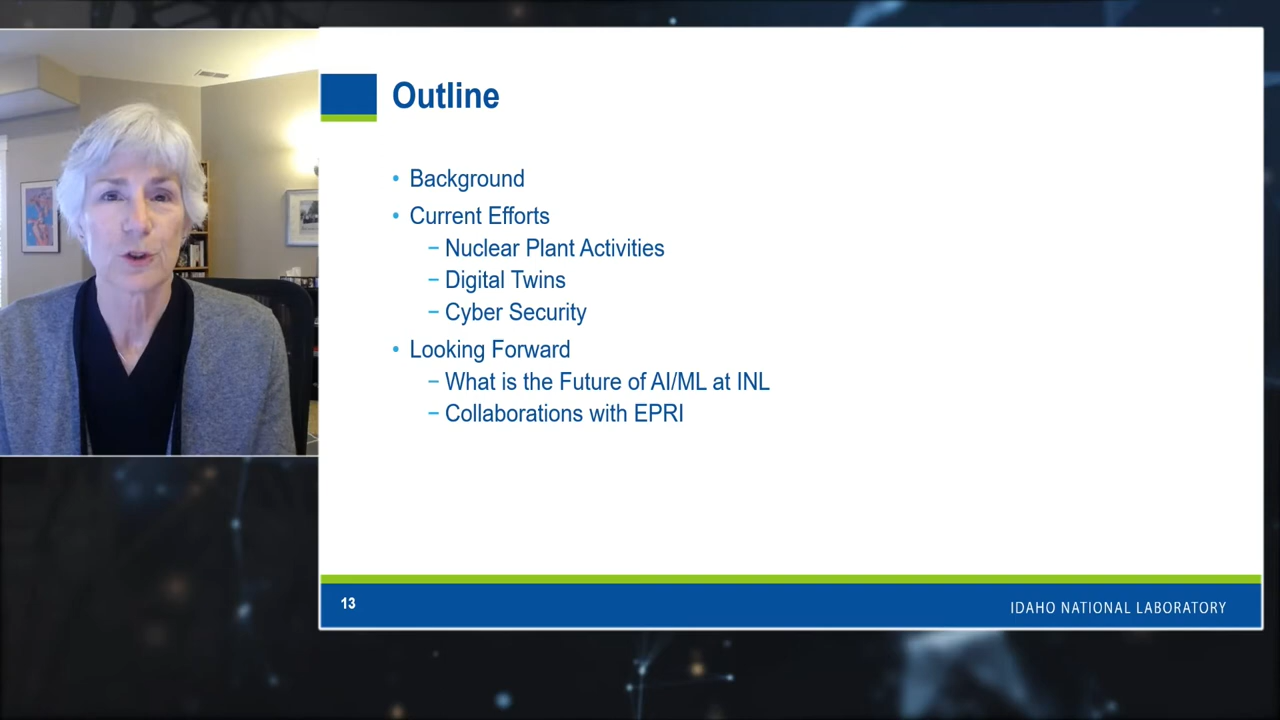 Outline
• Background
• Current Efforts
– Nuclear Plant Activities
– Digital Twins
– Cyber Security
• Looking Forward
– What is the Future of AI/ML at INL
– Collaborations with EPRI
13
IDAHO NATIONAL LABORATORY